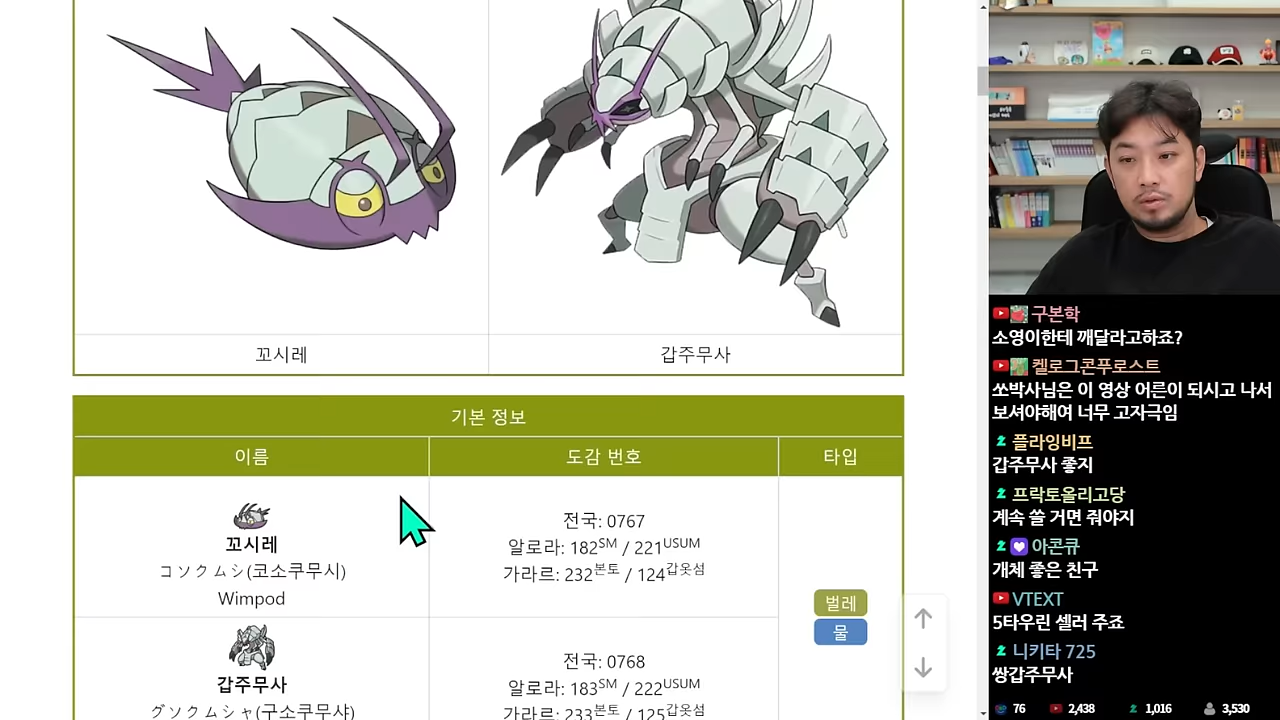 꼬시레 갑주무사
기본 정보
이름 도감 번호 타입
꼬시레
コソクムシ(코소쿠무시)
Wimpod
전국: 0767
알로라: 182SM / 221USUM
가라르: 232본토 / 124갑옷섬
벌레
물
갑주무사
グソクムシャ(구소쿠무샤)
전국: 0768
알로라: 183SM / 222USUM
가라르: 233본토 / 125갑옷섬
구본학
소영이한테 깨달라고하죠?
켈로그콘푸로스트
쏘박사님은 이 영상 어른이 되시고 나서
보셔야해여 너무 고자극임
플라잉비프
갑주무사 좋지
프락토올리고당
계속 쓸 거면 줘야지
아콘큐
개체 좋은 친구
VTEXT
5타우린 셀러 주죠
니키타 725
쌍갑주무사
76 2,438 1,016 3,530